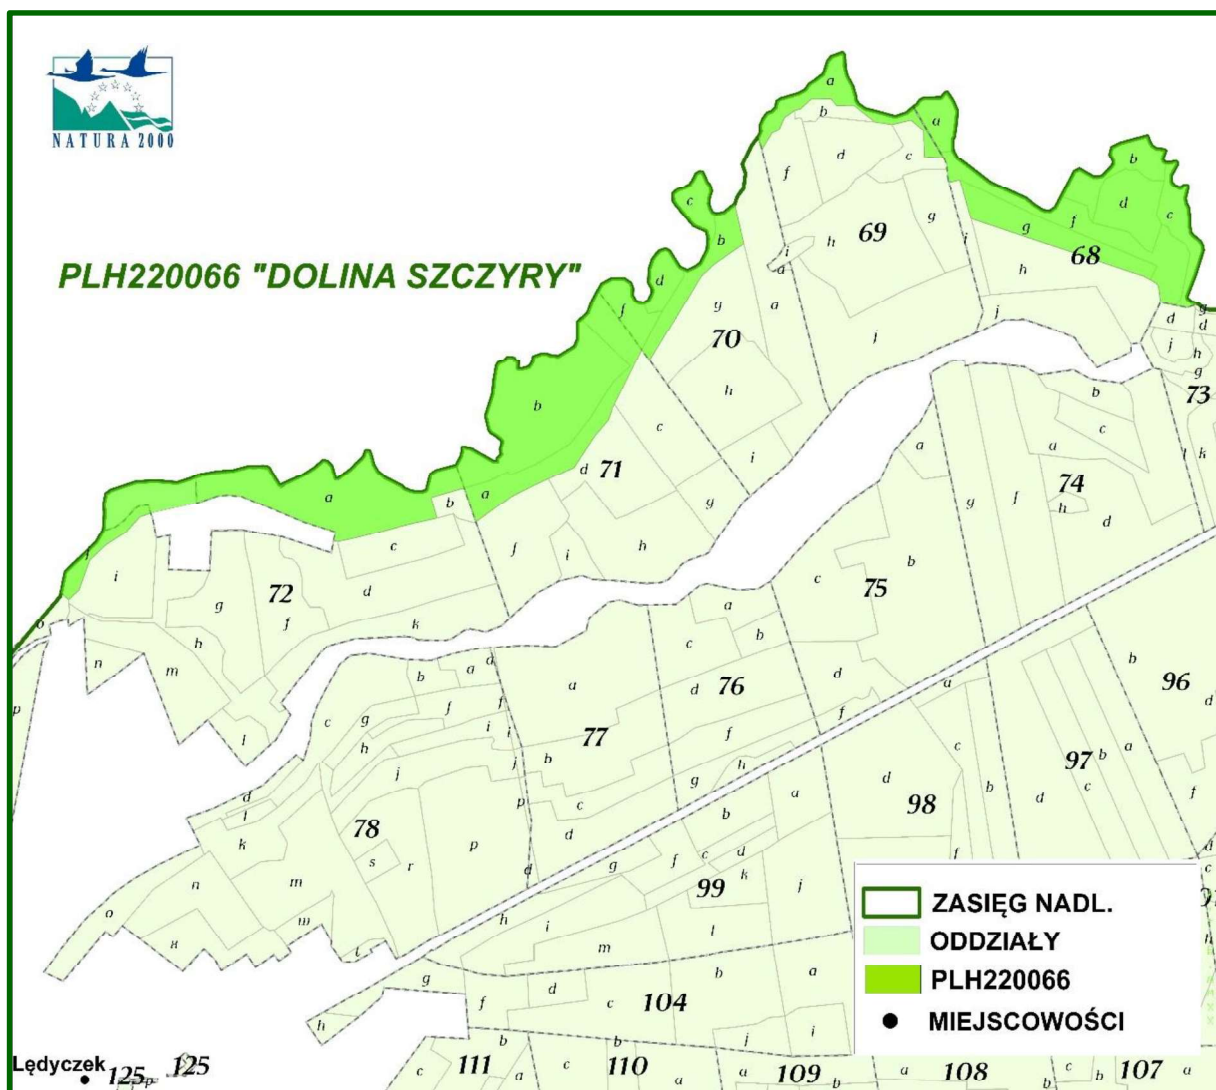 NATURA 2000
PLH220066 "DOLINA SZCZYRY"
a
b
a
b
d
c
f
d
c
c
g
f
g
69
68
b
h
i
h
d
a
g
a
70
j
j
h
73
b
h
c
b
c
a
d
71
i
a
74
a
b
g
f
h
d
c
g
f
i
h
i
72
d
c
75
b
g
f
k
h
n
m
a
b
c
d
76
d
b
96
a
77
a
b
c
g
f
f
h
b
g
h
c
d
j
78
s
r
p
a
d
98
c
b
97
b
a
d
c
f
k
n
m
o
g
f
c
d
k
99
j
h
i
m
l
g
f
d
c
104
b
a
h
j
i
ZASIĘG NADL.
ODDZIAŁY
PLH220066
MIEJSCOWOŚCI
Lędyczek
125
125
c
111
b
a
c
110
b
a
a
109
b
a
108
b
c
b
107
a